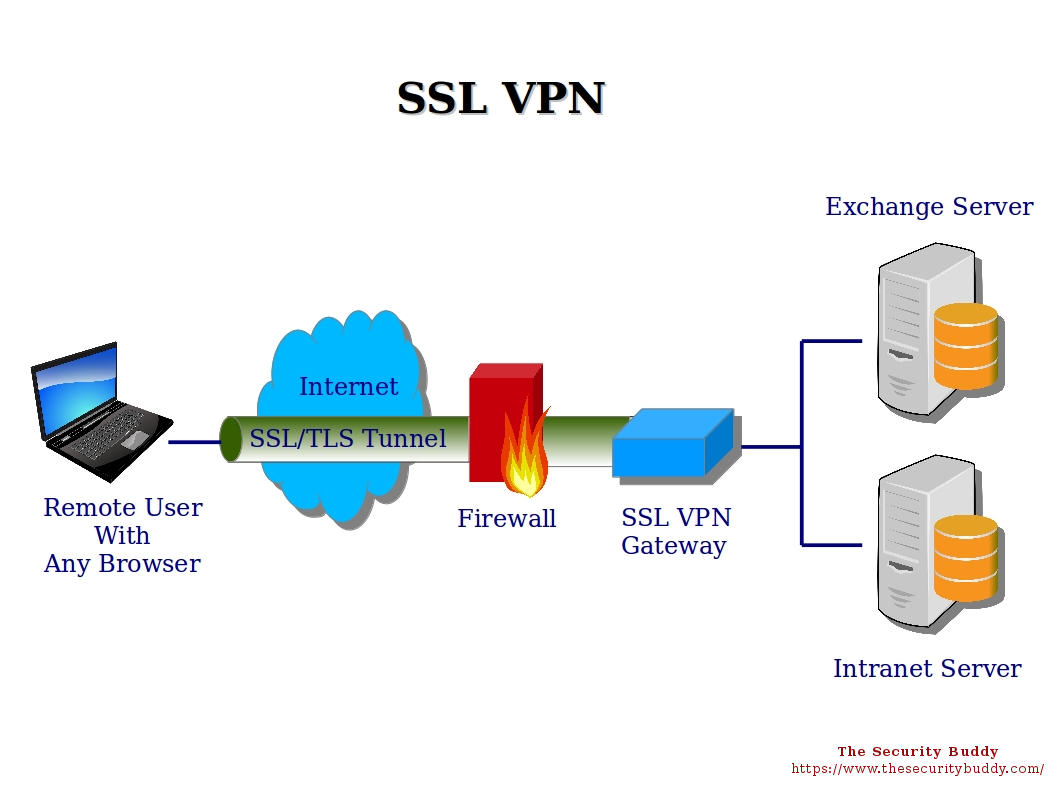 SSL VPN
Exchange Server
Internet
SSL/TLS Tunnel
Remote User
With
Any Browser
Firewall
SSL VPN
Gateway
Intranet Server
The Security Buddy
https://www.thesecuritybuddy.com/